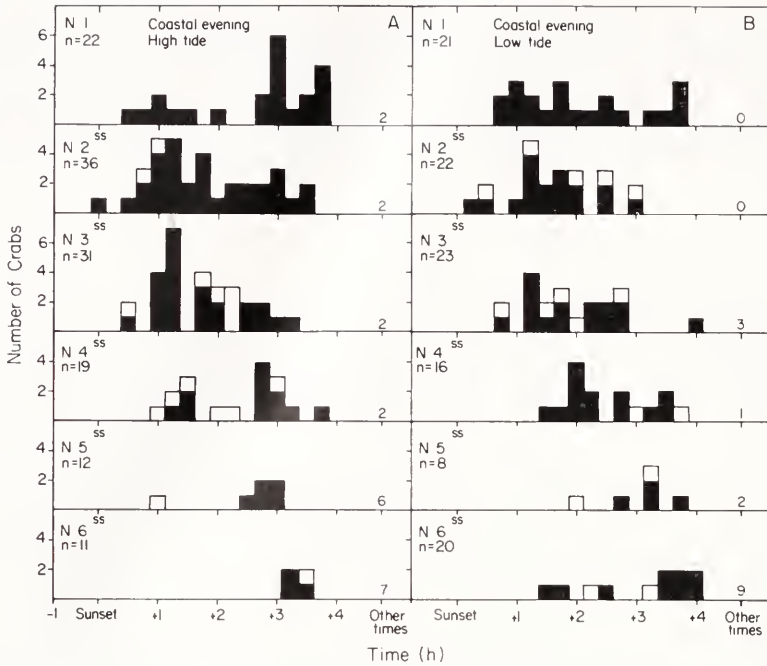 A
N 1
n=22
Coastal evening
High tide
6
4
2
2
N 2
ss
n=36
4
2
2
N 3
ss
n=31
6
4
2
2
N 4
ss
n=19
4
2
2
N 5
ss
n=12
4
2
6
N 6
ss
n=11
4
2
7
-1
Sunset
+1
+2
+3
+4
Other
times
B
N 1
n=21
Coastal evening
Low tide
0
N 2
ss
n=22
0
N 3
ss
n=23
3
N 4
ss
n=16
1
N 5
ss
n=8
2
N 6
ss
n=20
9
Sunset
+1
+2
+3
+4
Other
times
Number of Crabs
Time (h)